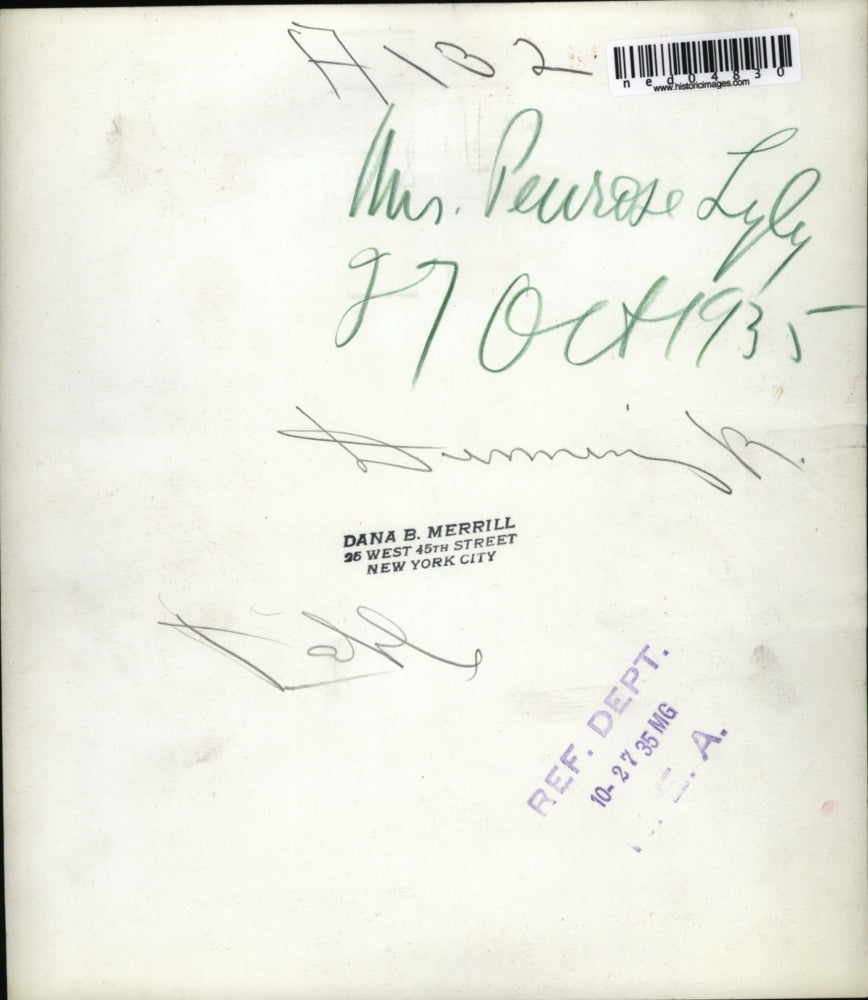 A132
ned04830
www.historicimages.com
Mrs. Penrose Lyly
27 Oct 1935
Jr.
DANA B. MERRILL
25 WEST 45TH STREET
NEW YORK CITY
REF. DEPT.
10-27 35 MG
E. A.